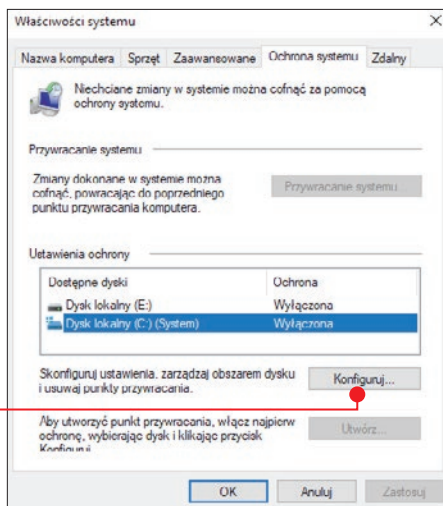 Właściwości systemu
Nazwa komputera Sprzęt Zaawansowane Ochrona systemu Zdalny
Niechciane zmiany w systemie można cofnąć za pomocą
ochrony systemu.
Przywracanie systemu
Zmiany dokonane w systemie można
cofnąć, powracając do poprzedniego
punktu przywracania komputera.
Przywracanie systemu...
Ustawienia ochrony
Dostępne dyski Ochrona
Dysk lokalny (E:) Wyłączona
Dysk lokalny (C:) (System) Wyłączona
Skonfiguruj ustawienia, zarządzaj obszarem dysku
i usuwaj punkty przywracania.
Konfiguruj...
Aby utworzyć punkt przywracania, włącz najpierw
ochronę, wybierając dysk i klikając przycisk
Konfiguruj.
Utwórz...
OK Anuluj Zastosuj